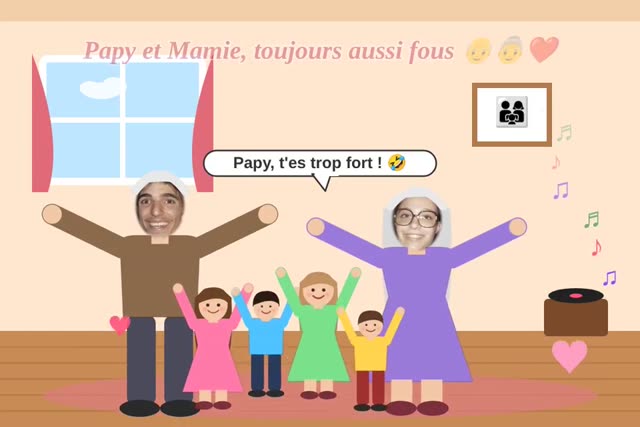 Papy et Mamie, toujours aussi fous 👴👵❤️
Papy, t'es trop fort ! 🤣